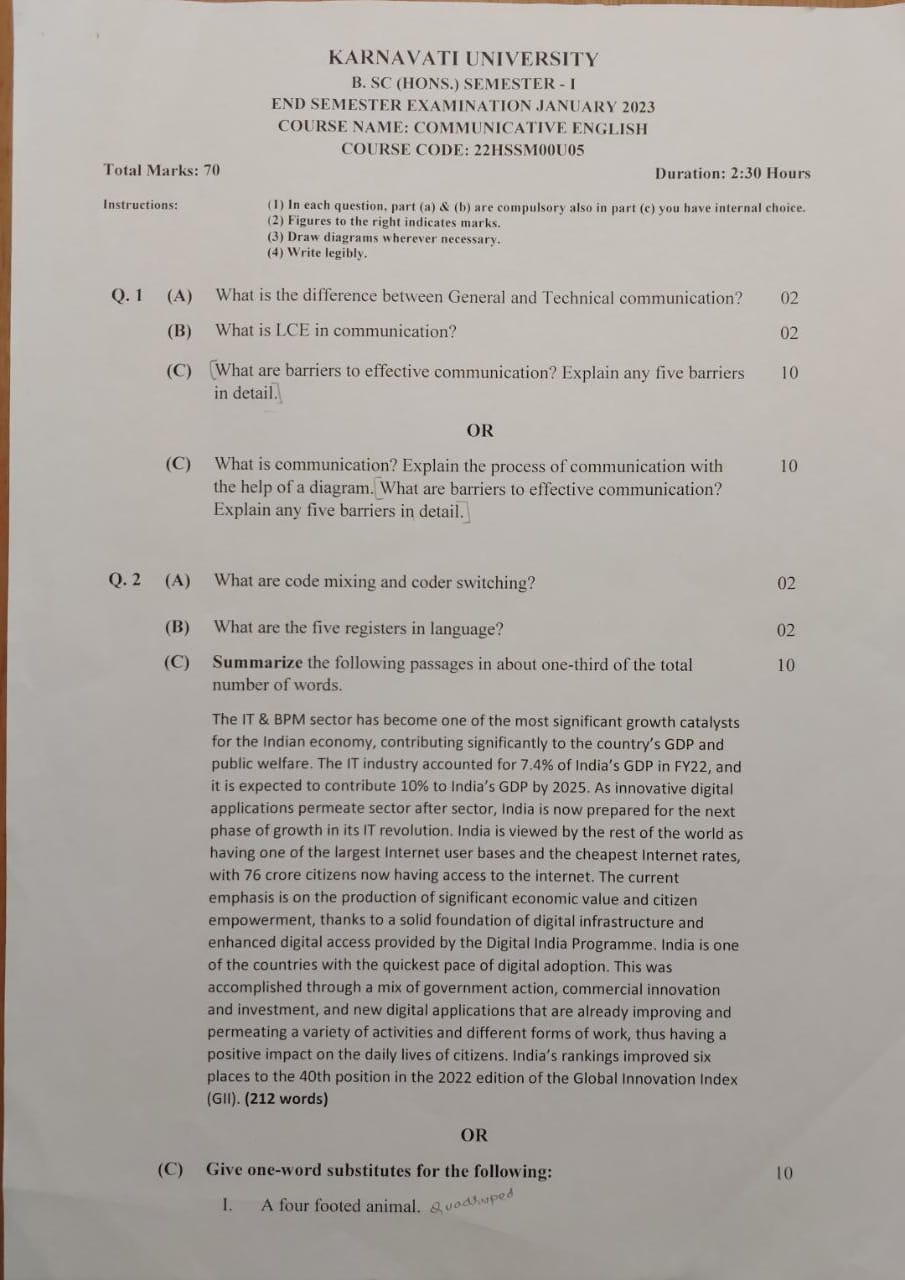 KARNAVATI UNIVERSITY
B. SC (HONS.) SEMESTER - I
END SEMESTER EXAMINATION JANUARY 2023
COURSE NAME: COMMUNICATIVE ENGLISH
COURSE CODE: 22HSSM00U05
Total Marks: 70 Duration: 2:30 Hours
Instructions: (1) In each question, part (a) & (b) are compulsory also in part (c) you have internal choice.
(2) Figures to the right indicates marks.
(3) Draw diagrams wherever necessary.
(4) Write legibly.
Q. 1 (A) What is the difference between General and Technical communication? 02
(B) What is LCE in communication? 02
(C) [What are barriers to effective communication? Explain any five barriers 10
in detail.]
OR
(C) What is communication? Explain the process of communication with 10
the help of a diagram. [What are barriers to effective communication?
Explain any five barriers in detail.]
Q. 2 (A) What are code mixing and coder switching? 02
(B) What are the five registers in language? 02
(C) Summarize the following passages in about one-third of the total 10
number of words.
The IT & BPM sector has become one of the most significant growth catalysts
for the Indian economy, contributing significantly to the country's GDP and
public welfare. The IT industry accounted for 7.4% of India's GDP in FY22, and
it is expected to contribute 10% to India's GDP by 2025. As innovative digital
applications permeate sector after sector, India is now prepared for the next
phase of growth in its IT revolution. India is viewed by the rest of the world as
having one of the largest Internet user bases and the cheapest Internet rates,
with 76 crore citizens now having access to the internet. The current
emphasis is on the production of significant economic value and citizen
empowerment, thanks to a solid foundation of digital infrastructure and
enhanced digital access provided by the Digital India Programme. India is one
of the countries with the quickest pace of digital adoption. This was
accomplished through a mix of government action, commercial innovation
and investment, and new digital applications that are already improving and
permeating a variety of activities and different forms of work, thus having a
positive impact on the daily lives of citizens. India's rankings improved six
places to the 40th position in the 2022 edition of the Global Innovation Index
(GII). (212 words)
OR
(C) Give one-word substitutes for the following: 10
I. A four footed animal. Quadruped